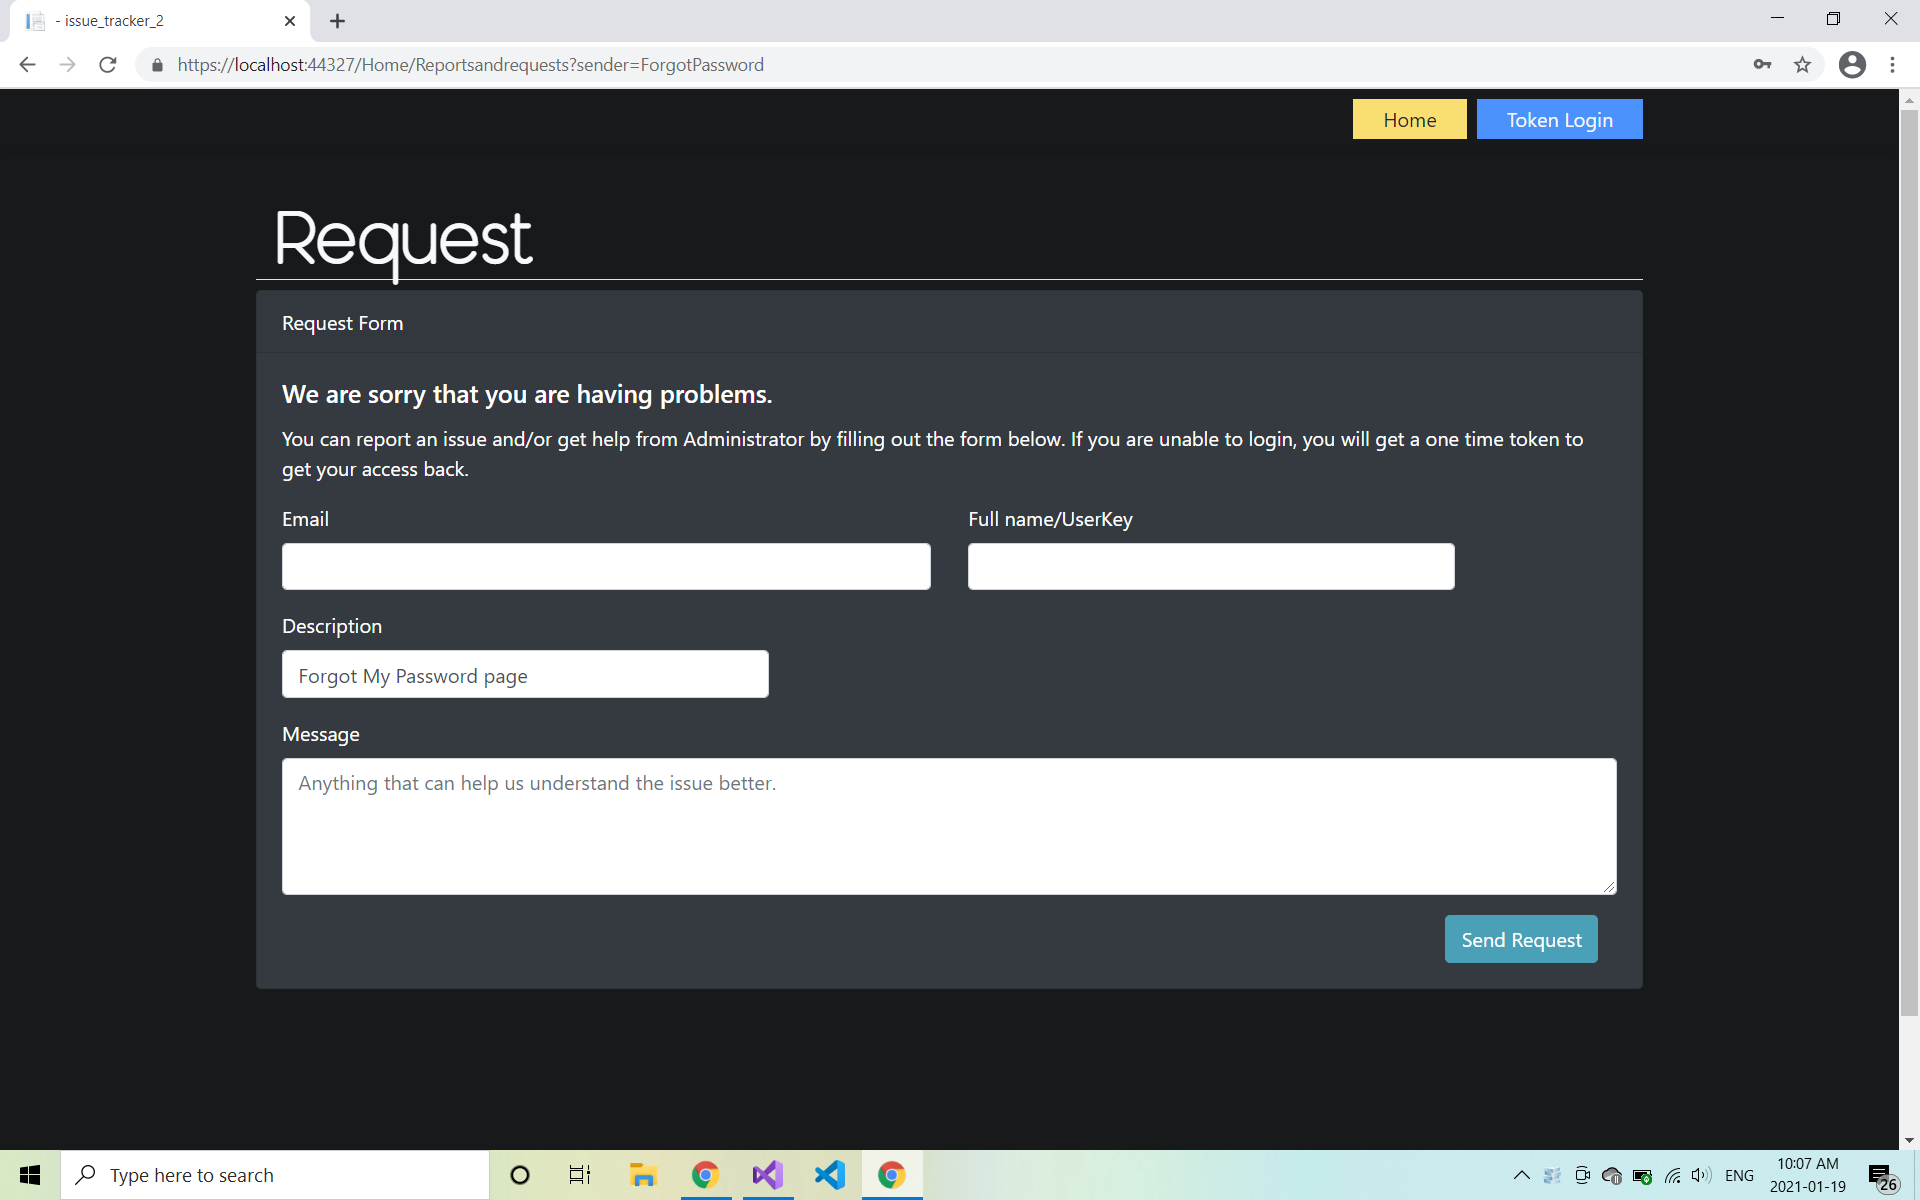 - issue_tracker_2
https://localhost:44327/Home/Reportsandrequests?sender=ForgotPassword
Home
Token Login
Request
Request Form
We are sorry that you are having problems.
You can report an issue and/or get help from Administrator by filling out the form below. If you are unable to login, you will get a one time token to
get your access back.
Email
Full name/UserKey
Description
Forgot My Password page
Message
Anything that can help us understand the issue better.
Send Request
Type here to search
ENG
10:07 AM
2021-01-19
26